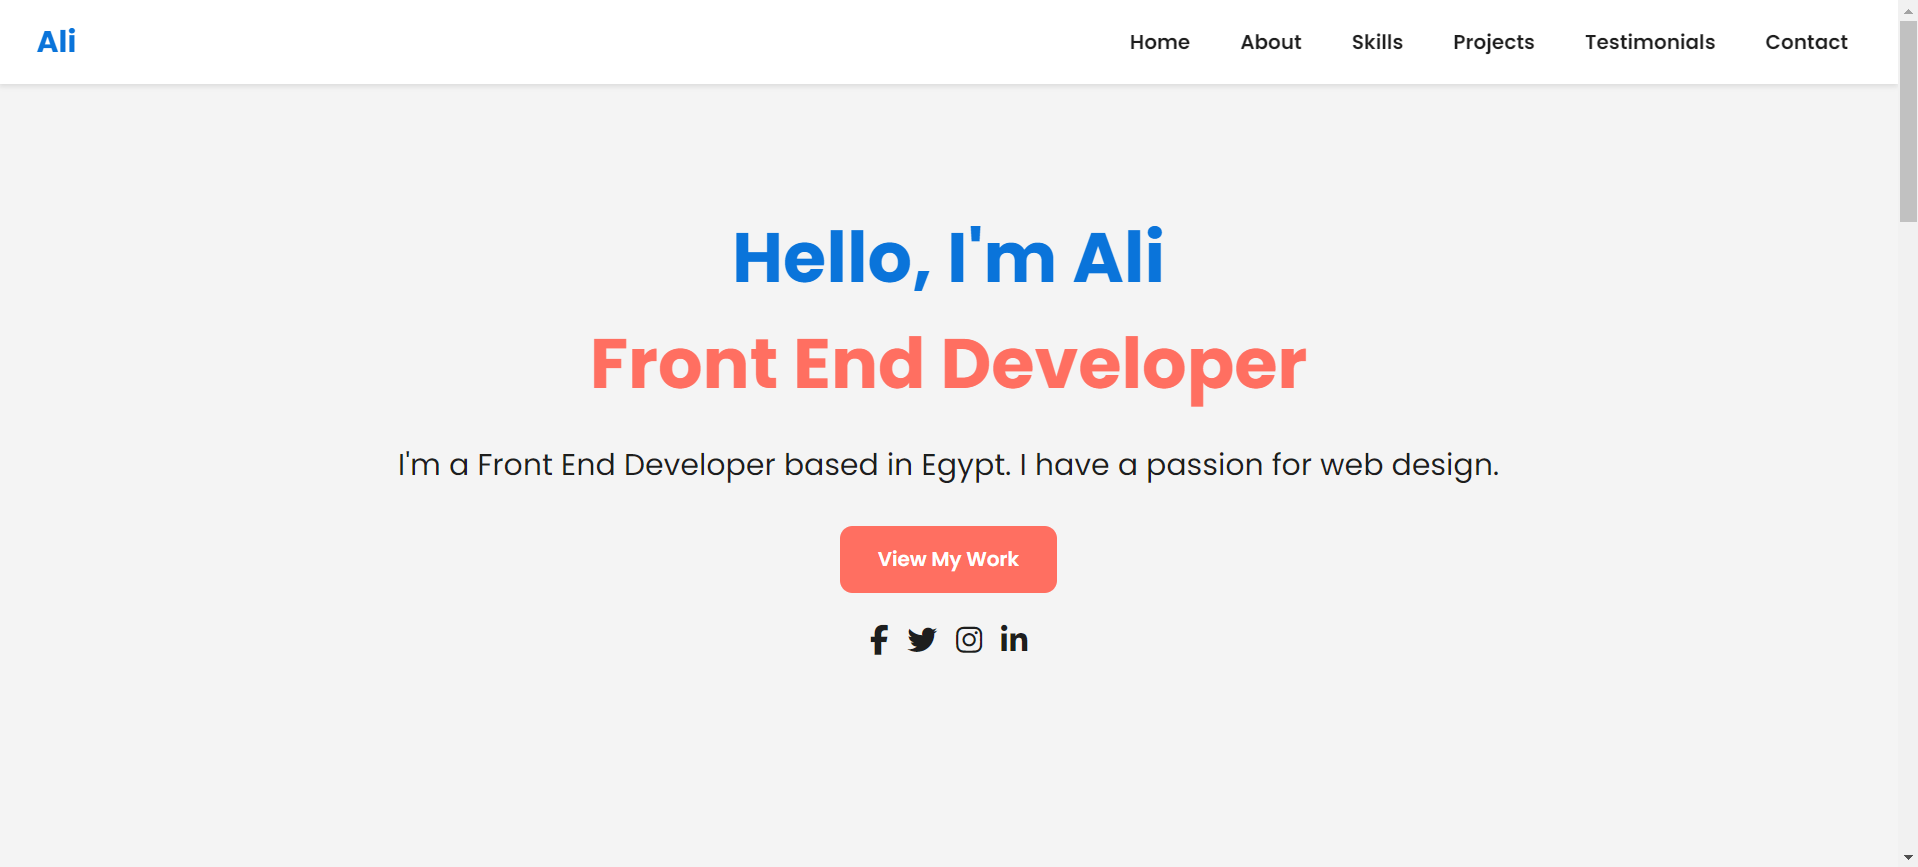 Ali
Home About Skills Projects Testimonials Contact
Hello, I'm Ali
Front End Developer
I'm a Front End Developer based in Egypt. I have a passion for web design.
View My Work